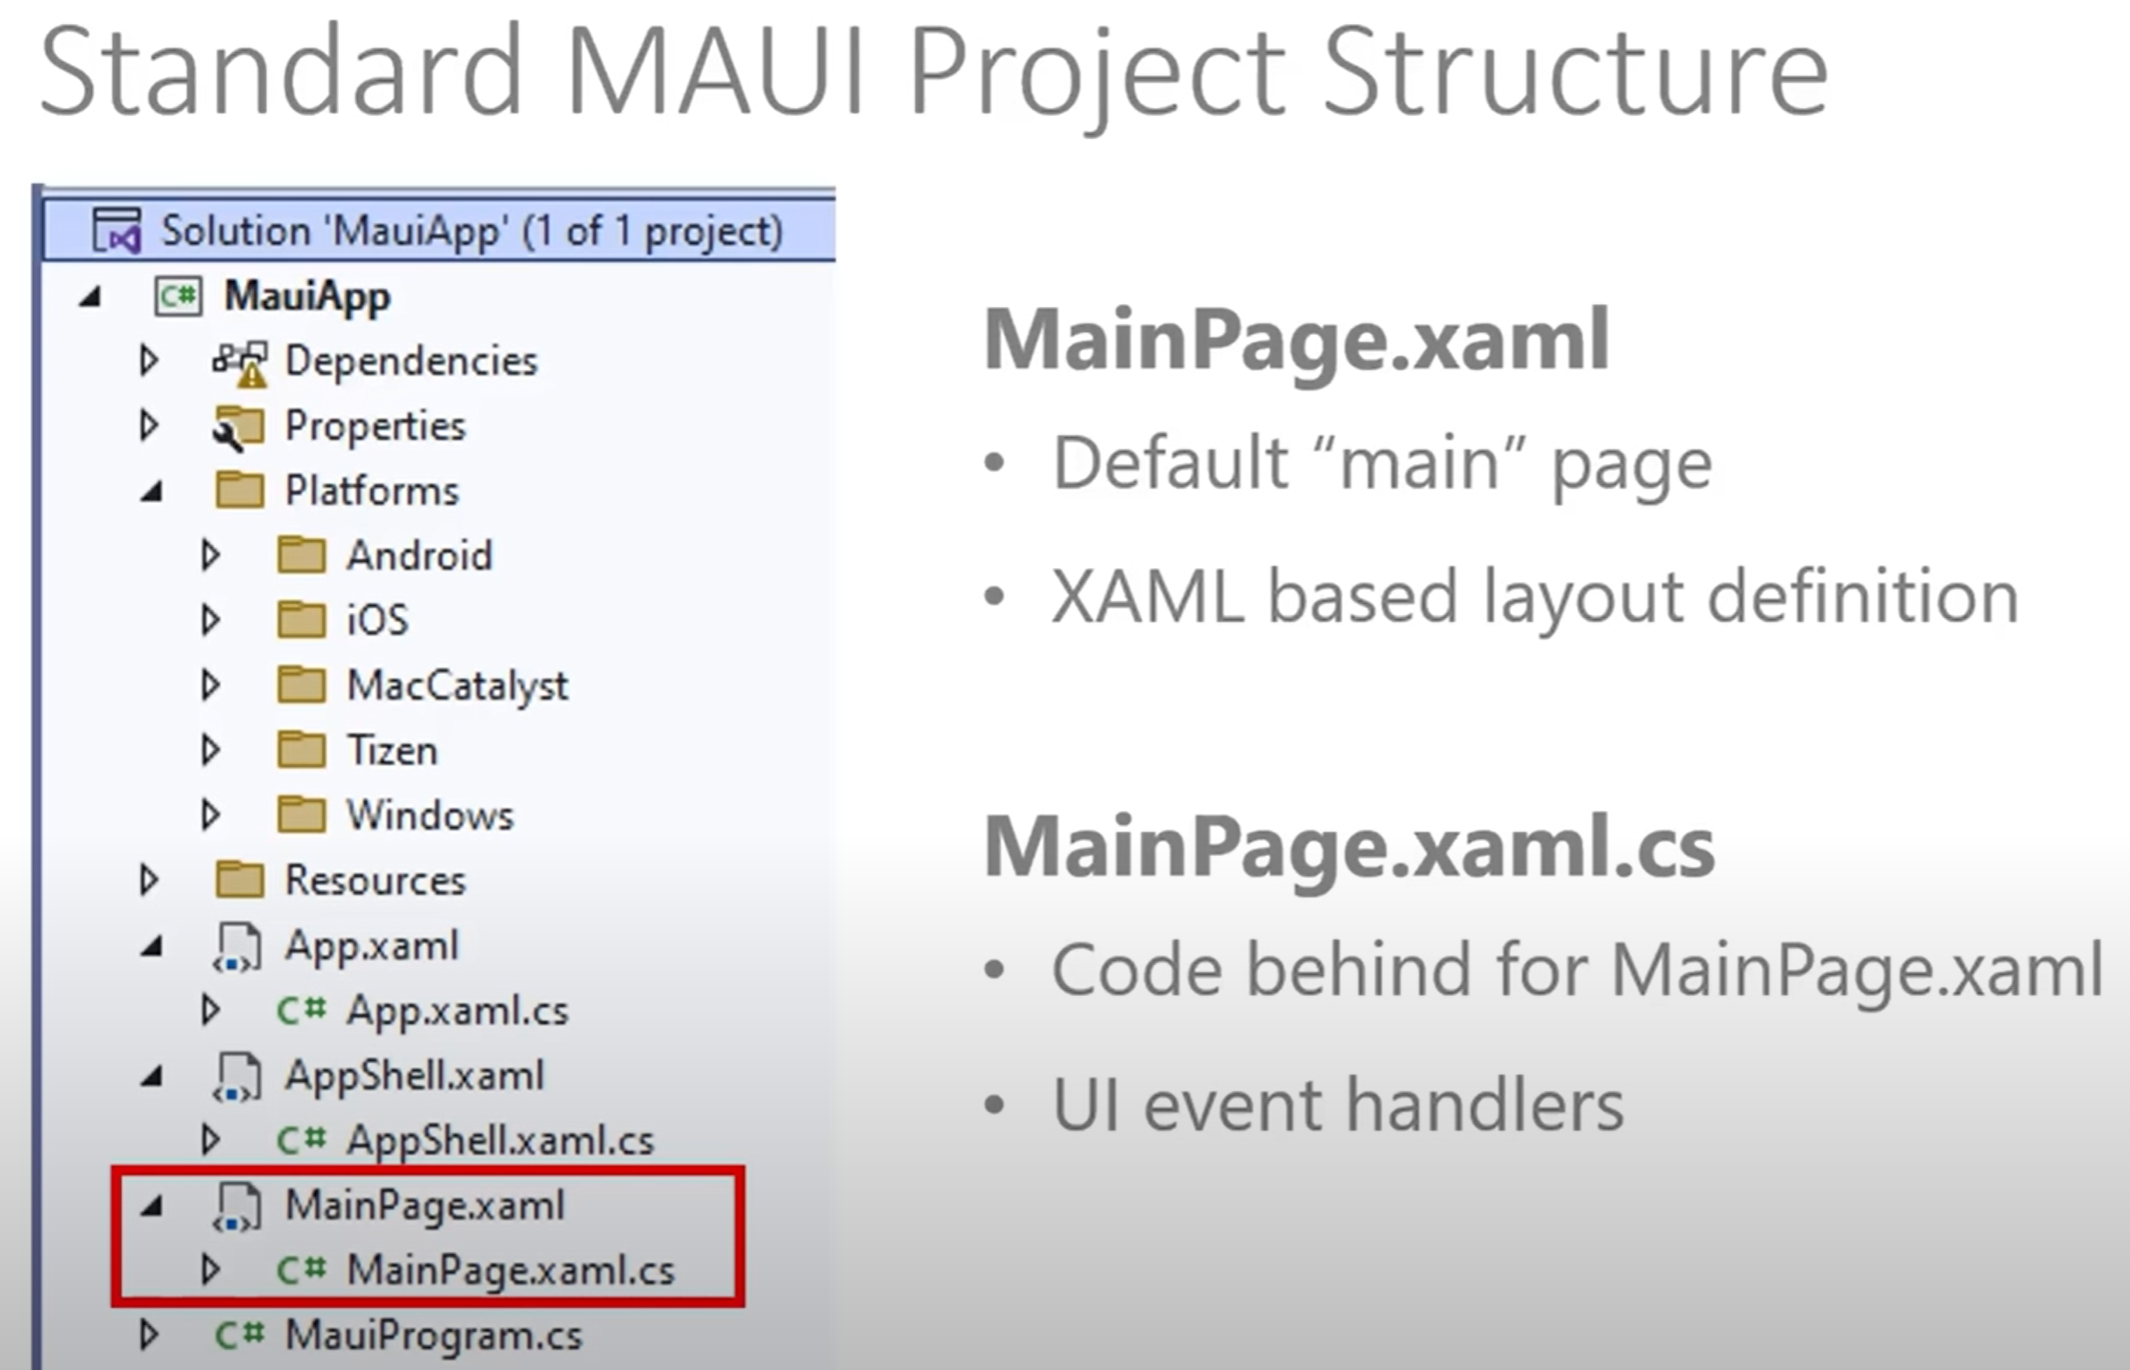 Standard MAUI Project Structure
Solution 'MauiApp' (1 of 1 project)
C# MauiApp
Dependencies
Properties
Platforms
Android
iOS
MacCatalyst
Tizen
Windows
Resources
App.xaml
C# App.xaml.cs
AppShell.xaml
C# AppShell.xaml.cs
MainPage.xaml
C# MainPage.xaml.cs
C# MauiProgram.cs
MainPage.xaml
• Default “main” page
• XAML based layout definition
MainPage.xaml.cs
• Code behind for MainPage.xaml
• UI event handlers